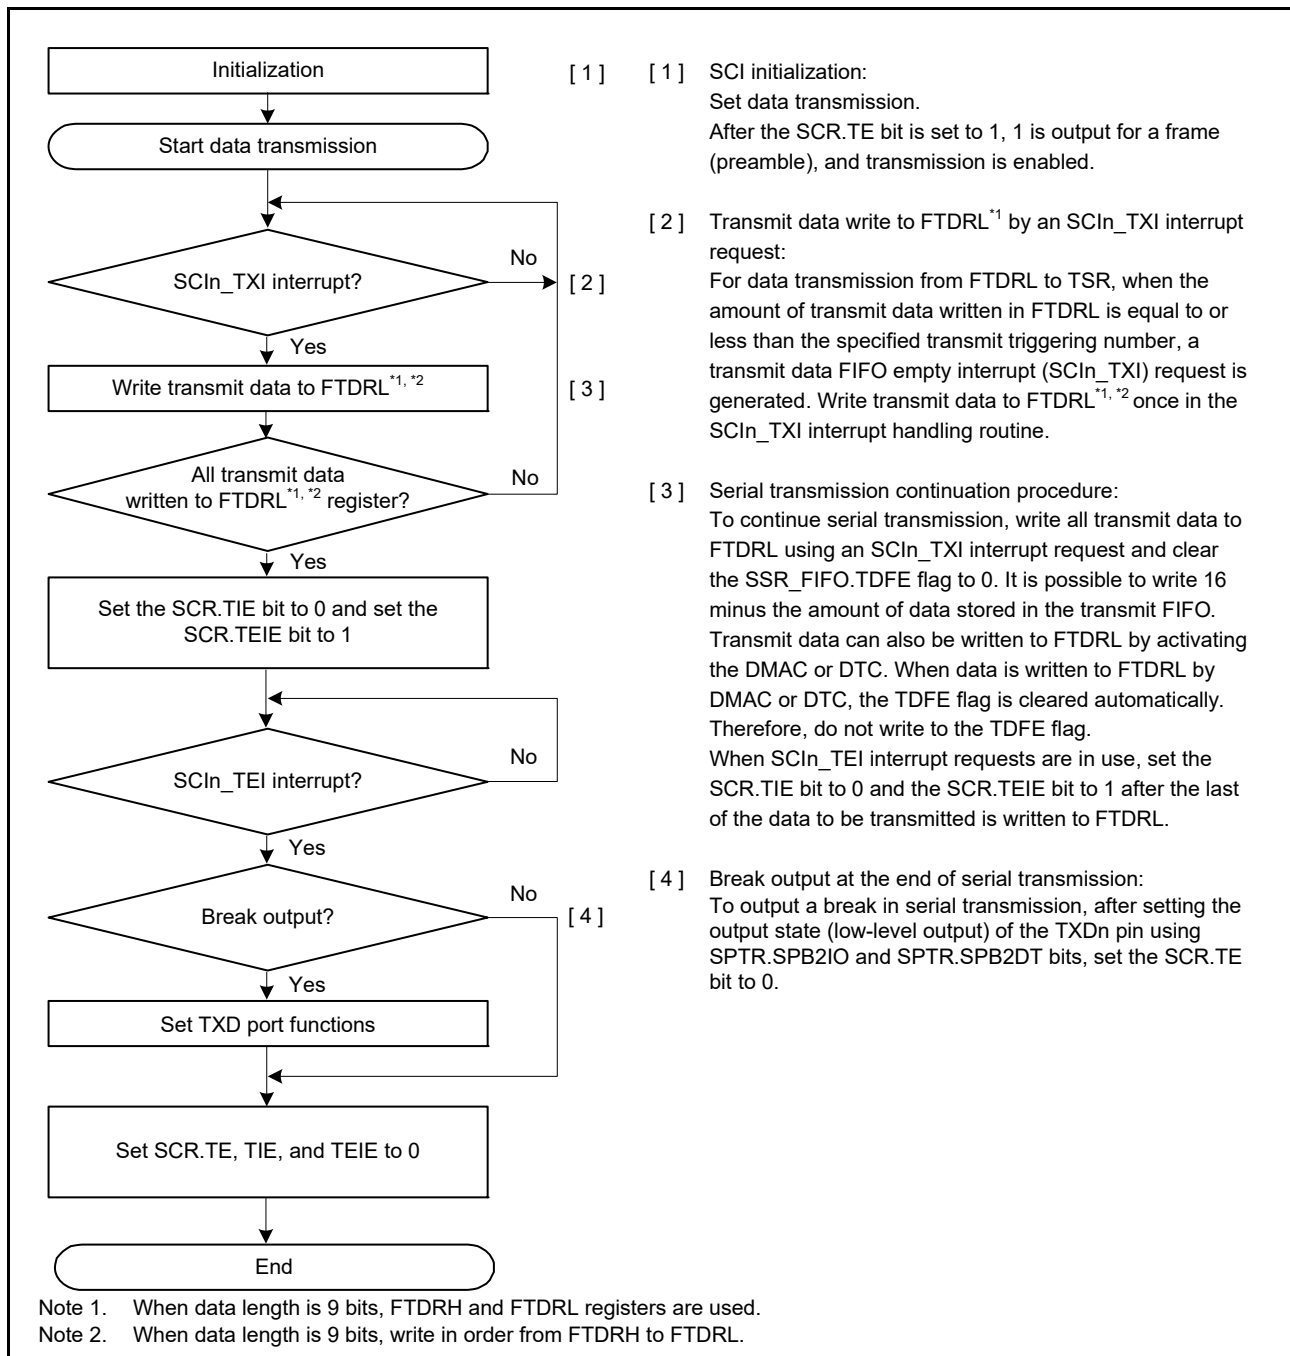 Initialization
[ 1 ]
Start data transmission
SCIn_TXI interrupt?
No
[ 2 ]
Yes
Write transmit data to FTDRL*1, *2
[ 3 ]
All transmit data
written to FTDRL*1, *2 register?
No
Yes
Set the SCR.TIE bit to 0 and set the
SCR.TEIE bit to 1
SCIn_TEI interrupt?
No
Yes
Break output?
No
[ 4 ]
Yes
Set TXD port functions
Set SCR.TE, TIE, and TEIE to 0
End
[ 1 ] SCI initialization:
Set data transmission.
After the SCR.TE bit is set to 1, 1 is output for a frame
(preamble), and transmission is enabled.
[ 2 ] Transmit data write to FTDRL*1 by an SCIn_TXI interrupt
request:
For data transmission from FTDRL to TSR, when the
amount of transmit data written in FTDRL is equal to or
less than the specified transmit triggering number, a
transmit data FIFO empty interrupt (SCIn_TXI) request is
generated. Write transmit data to FTDRL*1, *2 once in the
SCIn_TXI interrupt handling routine.
[ 3 ] Serial transmission continuation procedure:
To continue serial transmission, write all transmit data to
FTDRL using an SCIn_TXI interrupt request and clear
the SSR_FIFO.TDFE flag to 0. It is possible to write 16
minus the amount of data stored in the transmit FIFO.
Transmit data can also be written to FTDRL by activating
the DMAC or DTC. When data is written to FTDRL by
DMAC or DTC, the TDFE flag is cleared automatically.
Therefore, do not write to the TDFE flag.
When SCIn_TEI interrupt requests are in use, set the
SCR.TIE bit to 0 and the SCR.TEIE bit to 1 after the last
of the data to be transmitted is written to FTDRL.
[ 4 ] Break output at the end of serial transmission:
To output a break in serial transmission, after setting the
output state (low-level output) of the TXDn pin using
SPTR.SPB2IO and SPTR.SPB2DT bits, set the SCR.TE
bit to 0.
Note 1. When data length is 9 bits, FTDRH and FTDRL registers are used.
Note 2. When data length is 9 bits, write in order from FTDRH to FTDRL.